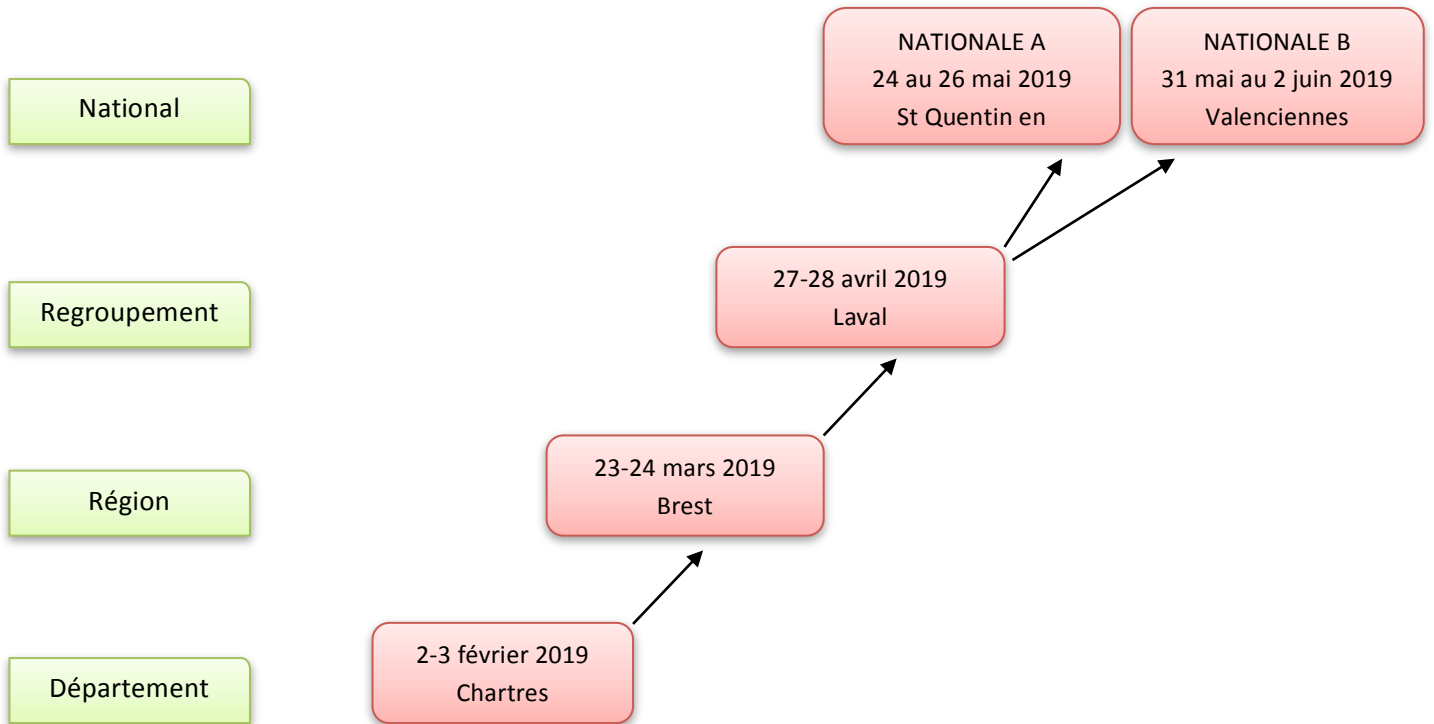 NATIONALE A
24 au 26 mai 2019
St Quentin en
NATIONALE B
31 mai au 2 juin 2019
Valenciennes
National
27-28 avril 2019
Laval
Regroupement
23-24 mars 2019
Brest
Région
2-3 février 2019
Chartres
Département